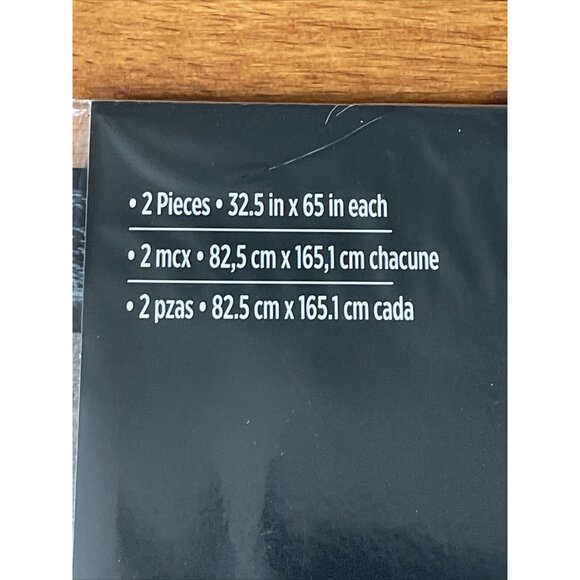 • 2 Pieces • 32.5 in x 65 in each
• 2 mcx • 82,5 cm x 165,1 cm chacune
• 2 pzas • 82.5 cm x 165.1 cm cada